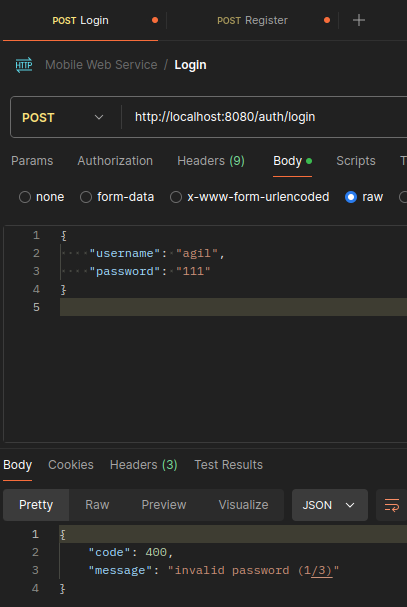 POST Login
POST Register
HTTP Mobile Web Service / Login
POST http://localhost:8080/auth/login
Params Authorization Headers (9) Body Scripts T
none form-data x-www-form-urlencoded raw
1 {
2 ····"username":·"agil",
3 ····"password":·"111"
4 }
5
Body Cookies Headers (3) Test Results
Pretty Raw Preview Visualize JSON
1 {
2 "code": 400,
3 "message": "invalid password (1/3)"
4 }